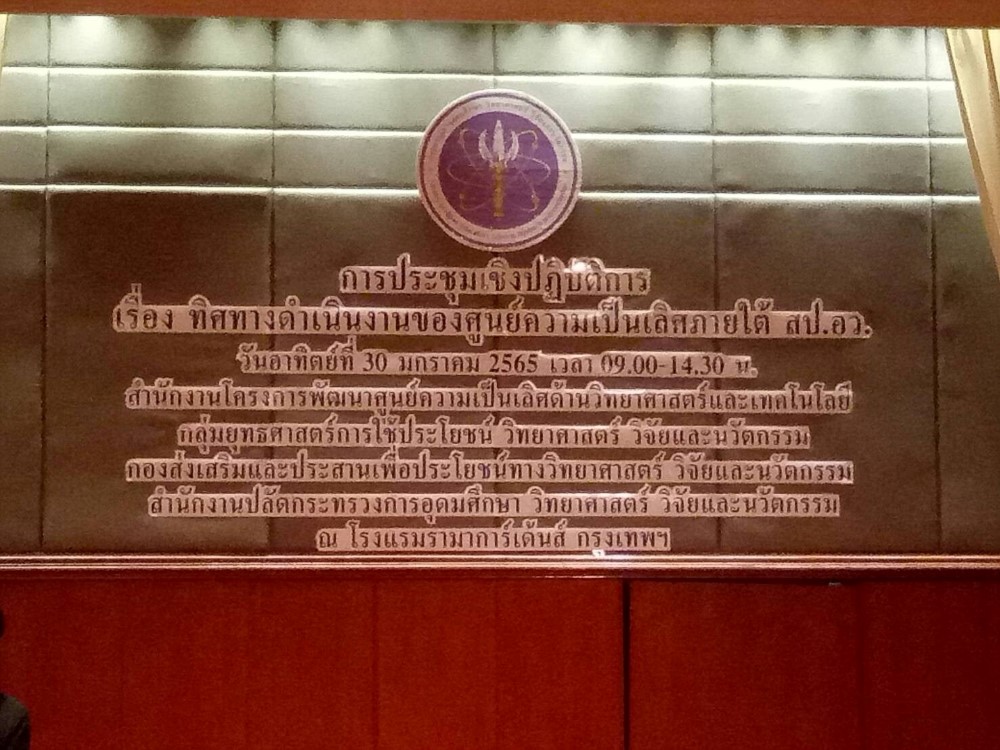 การประชุมเชิงปฏิบัติการ
เรื่อง ทิศทางดำเนินงานของศูนย์ความเป็นเลิศภายใต้ สป.อว.
วันอาทิตย์ที่ 30 มกราคม 2565 เวลา 09.00-14.30 น.
สำนักงานโครงการพัฒนาศูนย์ความเป็นเลิศด้านวิทยาศาสตร์และเทคโนโลยี
กลุ่มยุทธศาสตร์การใช้ประโยชน์ วิทยาศาสตร์ วิจัยและนวัตกรรม
กองส่งเสริมและประสานเพื่อประโยชน์ทางวิทยาศาสตร์ วิจัยและนวัตกรรม
สำนักงานปลัดกระทรวงการอุดมศึกษา วิทยาศาสตร์ วิจัยและนวัตกรรม
ณ โรงแรมรามาการ์เด้นส์ กรุงเทพฯ